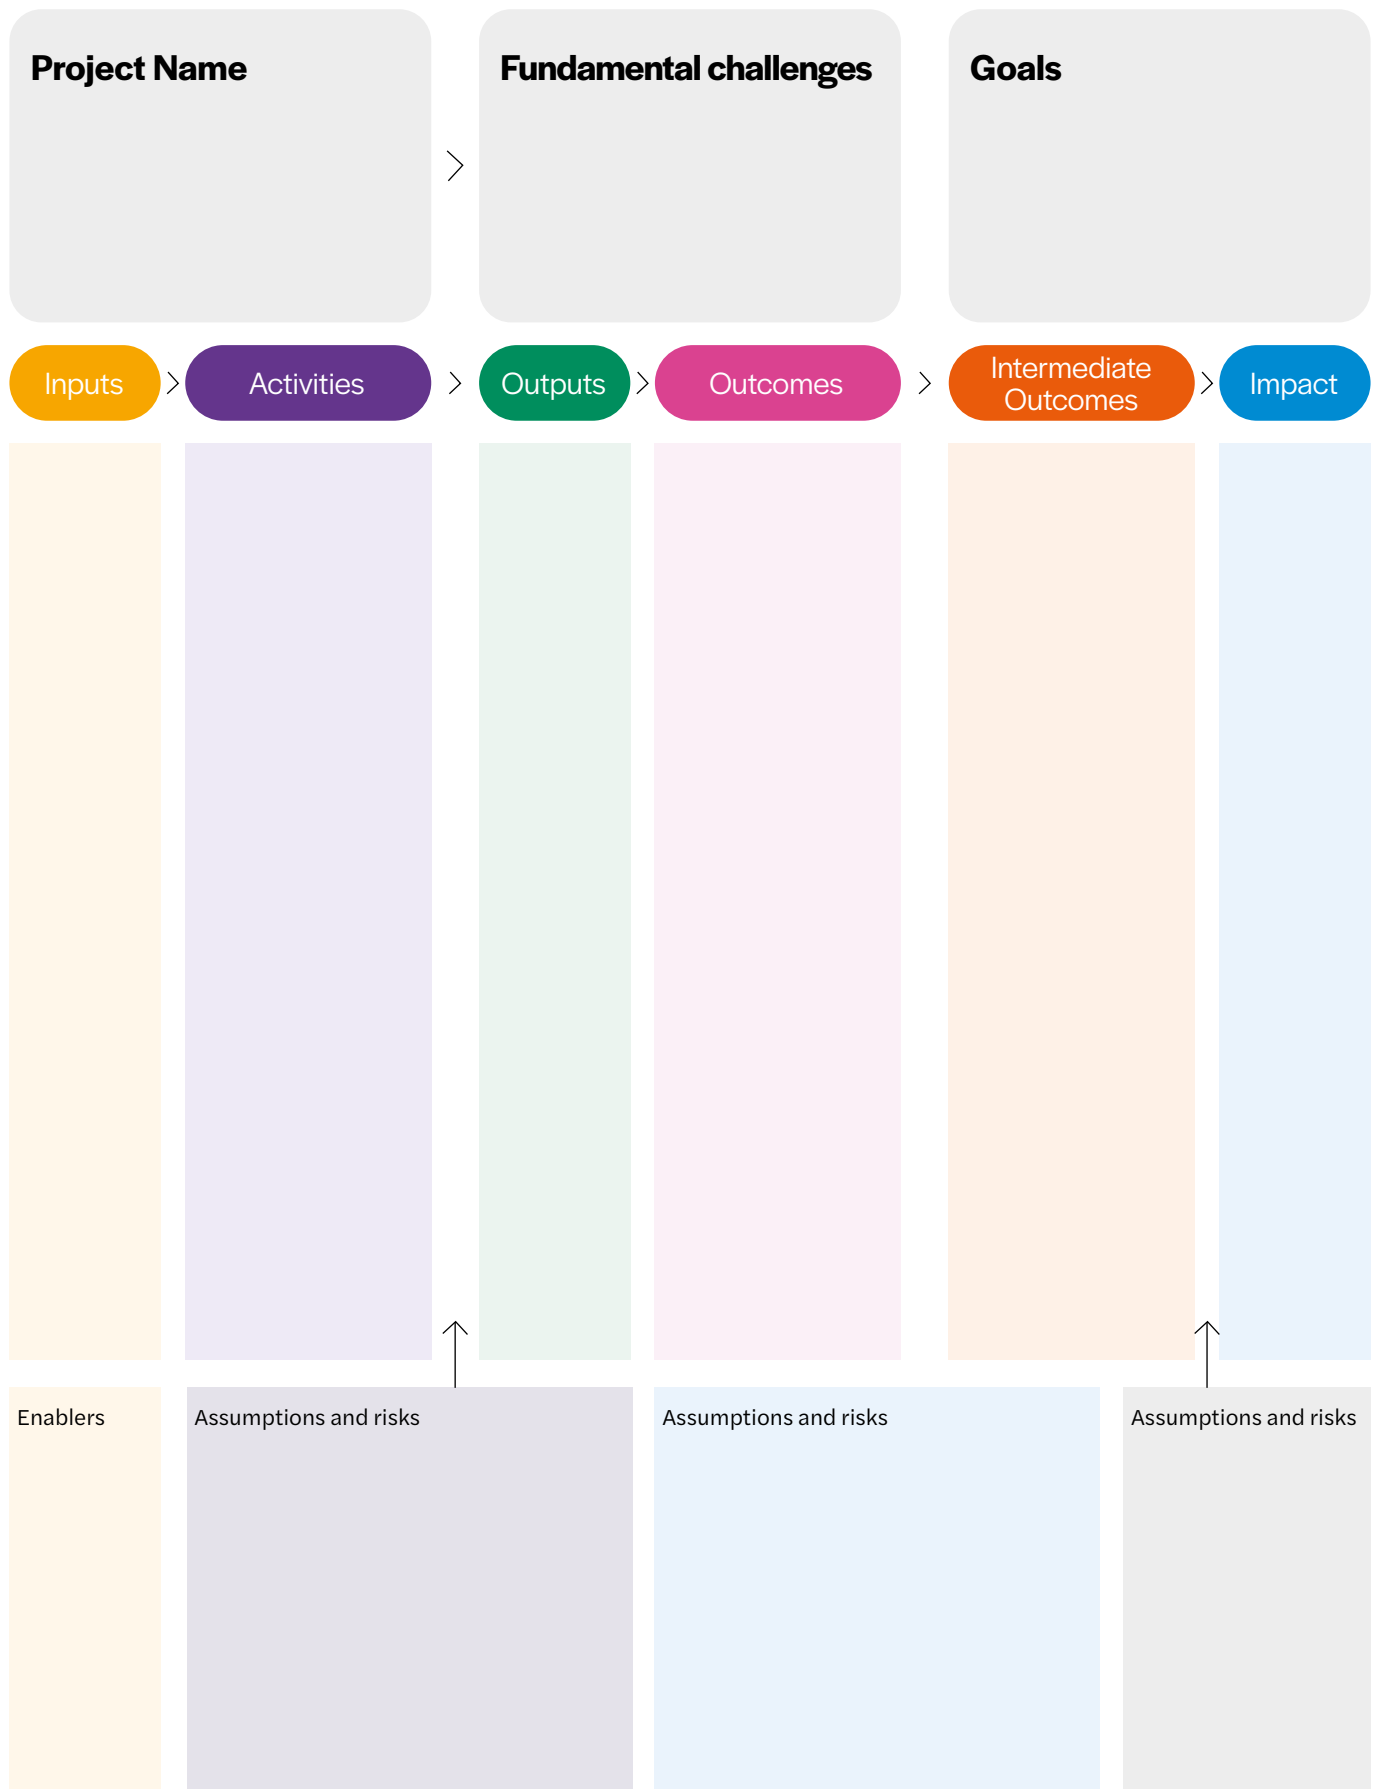 Project Name
Fundamental challenges
Goals
Inputs
Activities
Outputs
Outcomes
Intermediate
Outcomes
Impact
Enablers
Assumptions and risks
Assumptions and risks
Assumptions and risks